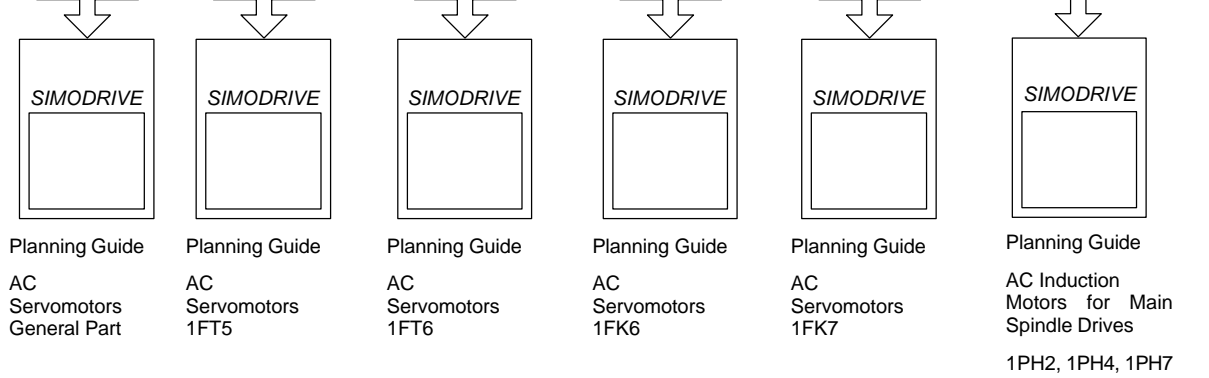 SIMODRIVE
Planning Guide
AC
Servomotors
General Part
SIMODRIVE
Planning Guide
AC
Servomotors
1FT5
SIMODRIVE
Planning Guide
AC
Servomotors
1FT6
SIMODRIVE
Planning Guide
AC
Servomotors
1FK6
SIMODRIVE
Planning Guide
AC
Servomotors
1FK7
SIMODRIVE
Planning Guide
AC Induction
Motors for Main
Spindle Drives
1PH2, 1PH4, 1PH7